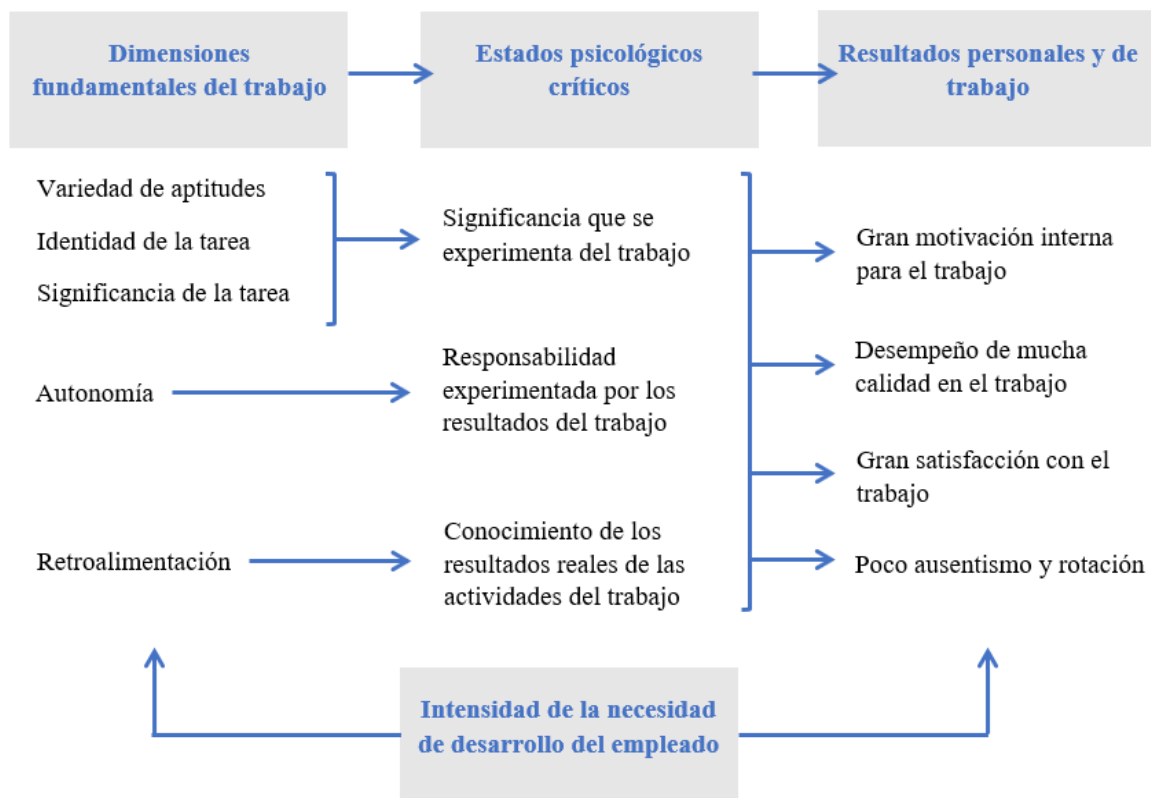 Dimensiones
fundamentales del trabajo
Estados psicológicos
críticos
Resultados personales y de
trabajo
Variedad de aptitudes
Identidad de la tarea
Significancia de la tarea
Autonomía
Retroalimentación
Significancia que se
experimenta del trabajo
Responsabilidad
experimentada por los
resultados del trabajo
Conocimiento de los
resultados reales de las
actividades del trabajo
Gran motivación interna
para el trabajo
Desempeño de mucha
calidad en el trabajo
Gran satisfacción con el
trabajo
Poco ausentismo y rotación
Intensidad de la necesidad
de desarrollo del empleado